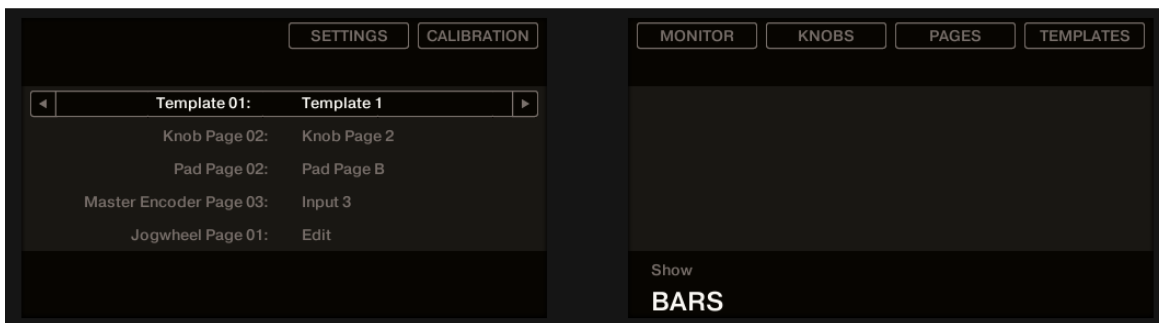 SETTINGS CALIBRATION
Template 01: Template 1
Knob Page 02: Knob Page 2
Pad Page 02: Pad Page B
Master Encoder Page 03: Input 3
Jogwheel Page 01: Edit
MONITOR KNOBS PAGES TEMPLATES
Show
BARS